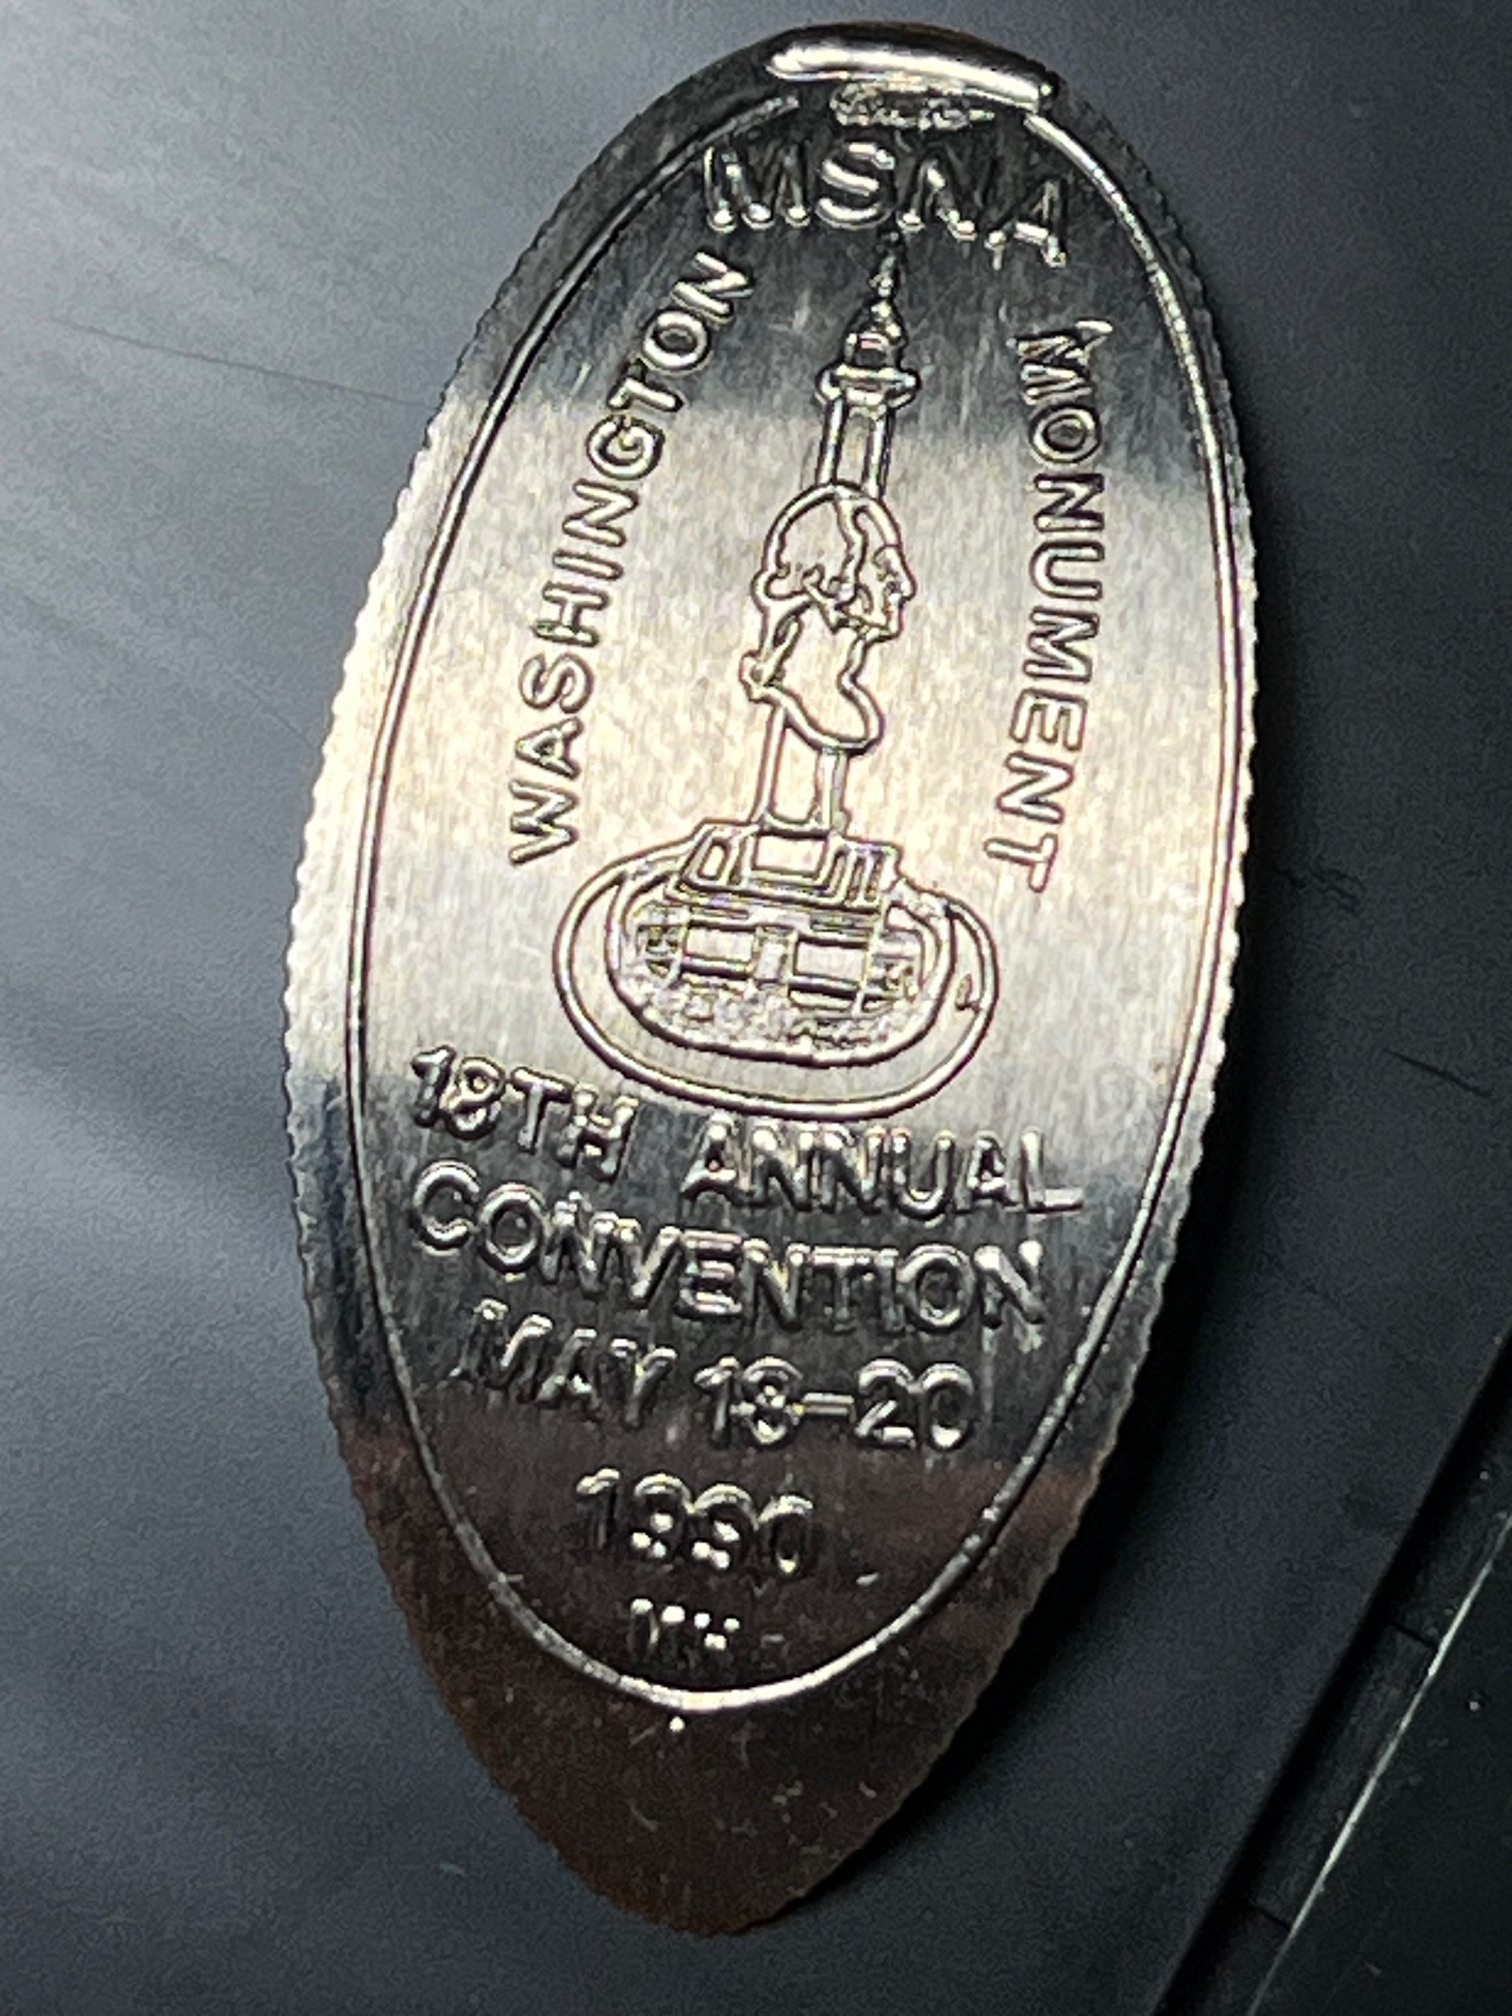 MSNA
WASHINGTON
MONUMENT
18TH ANNUAL
CONVENTION
MAY 18-20
1990